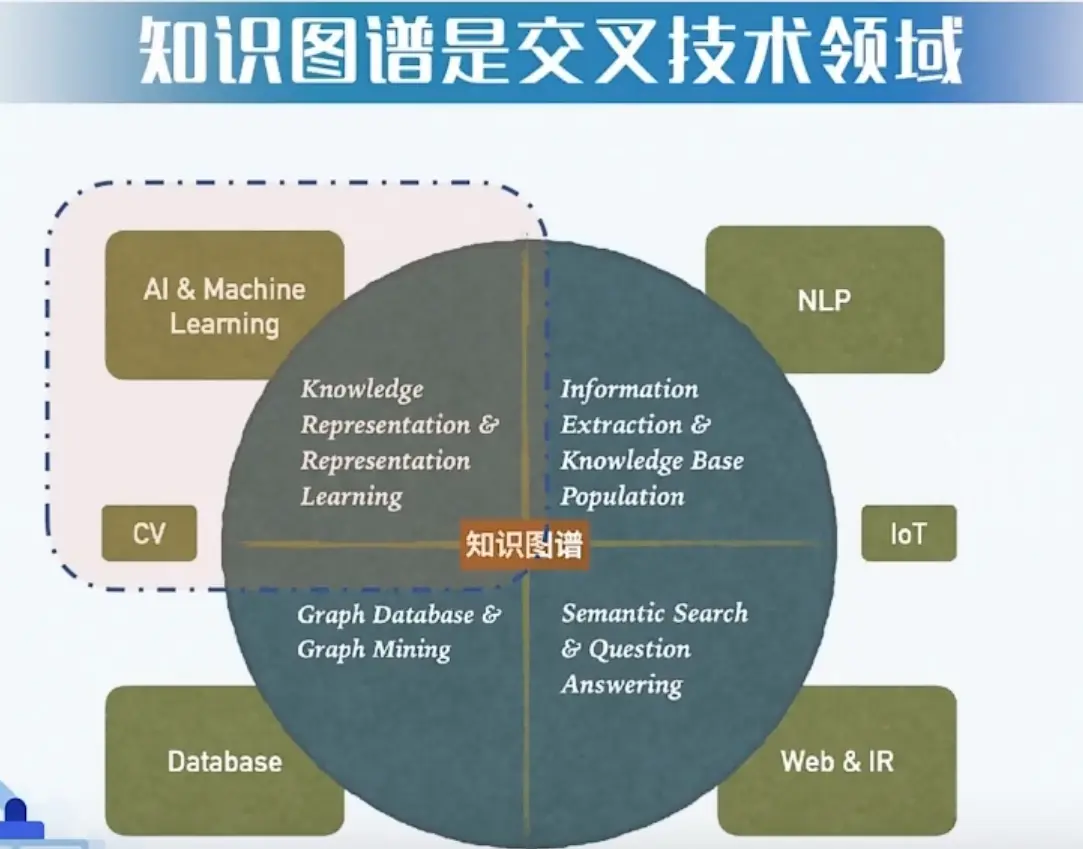 知识图谱是交叉技术领域
AI & Machine
Learning
NLP
Knowledge
Representation &
Representation
Learning
Information
Extraction &
Knowledge Base
Population
CV
知识图谱
IoT
Graph Database &
Graph Mining
Semantic Search
& Question
Answering
Database
Web & IR